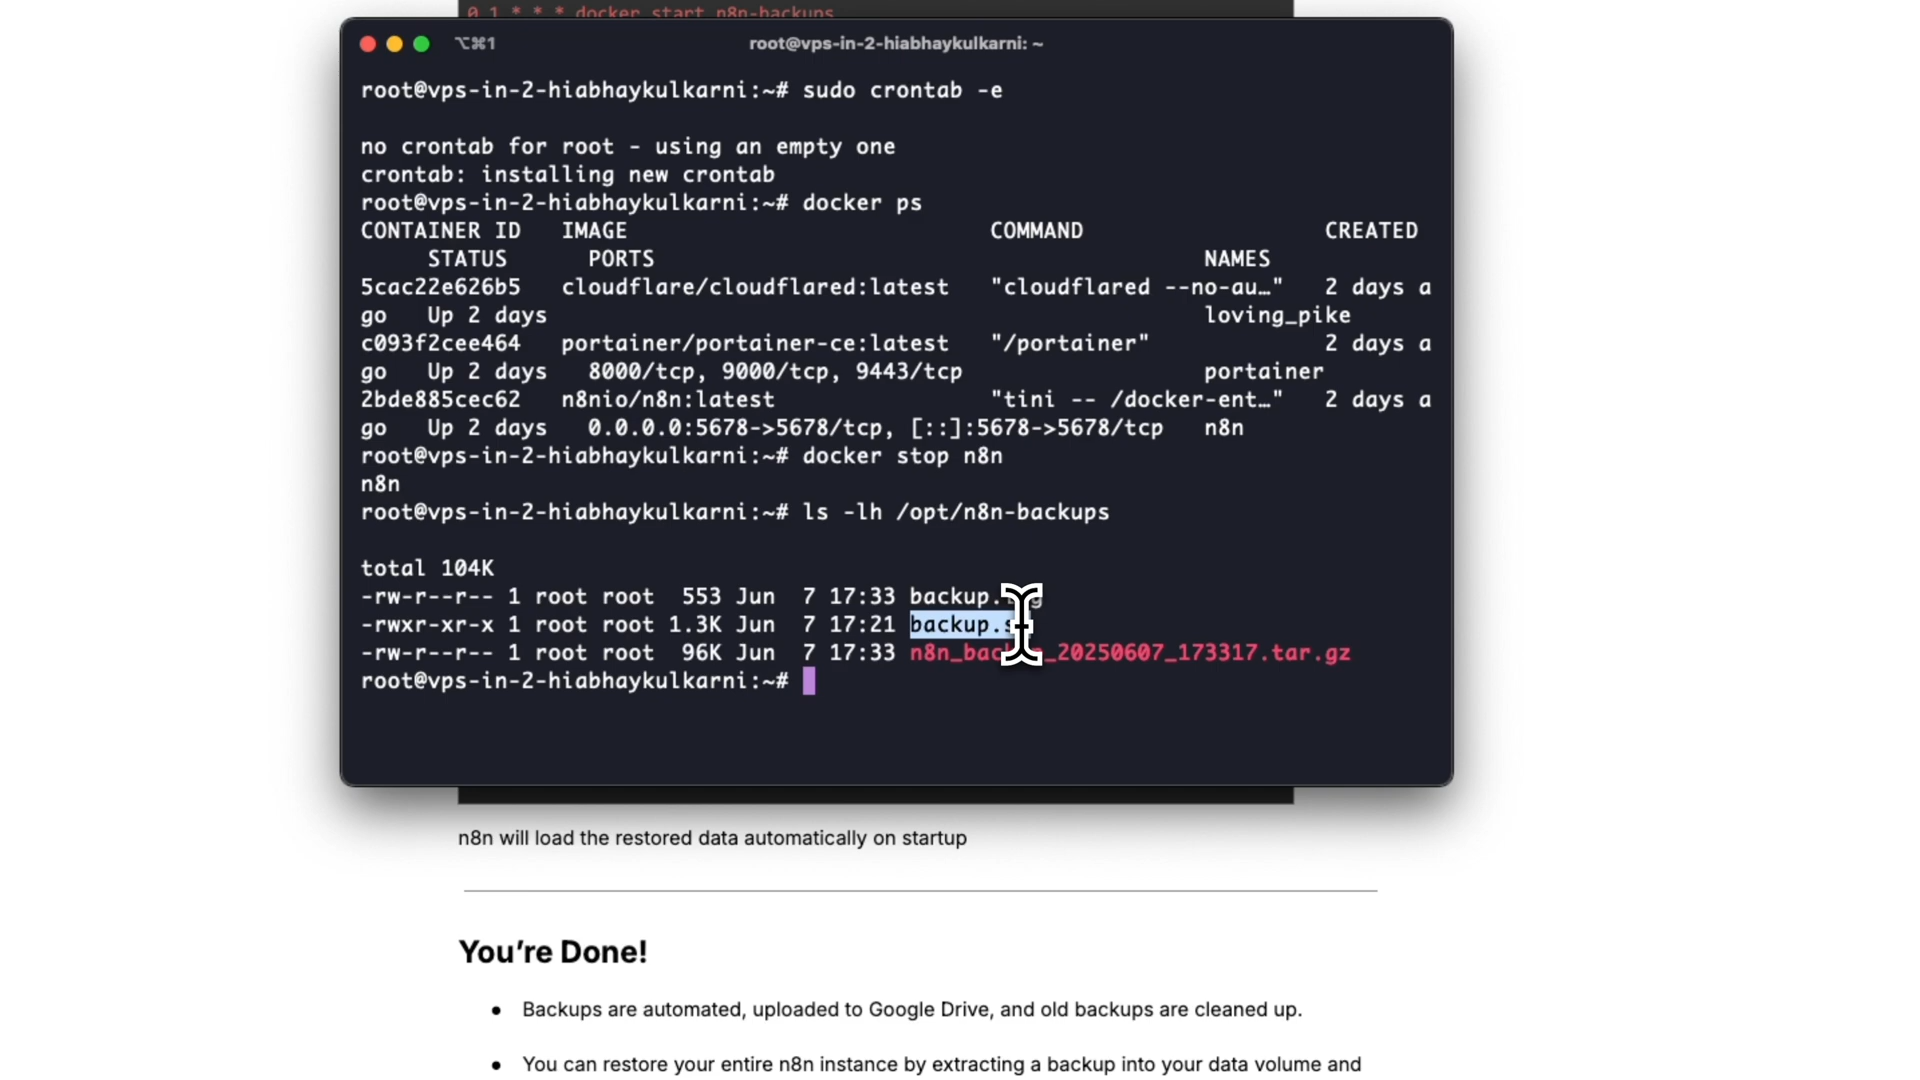 0 1 * * * docker start n8n-backups
⌥⌘1
root@vps-in-2-hiabhaykulkarni: ~
root@vps-in-2-hiabhaykulkarni:~# sudo crontab -e
no crontab for root - using an empty one
crontab: installing new crontab
root@vps-in-2-hiabhaykulkarni:~# docker ps
CONTAINER ID IMAGE COMMAND CREATED
STATUS PORTS NAMES
5cac22e626b5 cloudflare/cloudflared:latest "cloudflared --no-au…" 2 days a
go Up 2 days loving_pike
c093f2cee464 portainer/portainer-ce:latest "/portainer" 2 days a
go Up 2 days 8000/tcp, 9000/tcp, 9443/tcp portainer
2bde885cec62 n8nio/n8n:latest "tini -- /docker-ent…" 2 days a
go Up 2 days 0.0.0.0:5678->5678/tcp, [::]:5678->5678/tcp n8n
root@vps-in-2-hiabhaykulkarni:~# docker stop n8n
n8n
root@vps-in-2-hiabhaykulkarni:~# ls -lh /opt/n8n-backups
total 104K
-rw-r--r-- 1 root root 553 Jun 7 17:33
-rwxr-xr-x 1 root root 1.3K Jun 7 17:21
-rw-r--r-- 1 root root 96K Jun 7 17:33 n8n_backup_20250607_173317.tar.gz
root@vps-in-2-hiabhaykulkarni:~#
n8n will load the restored data automatically on startup
You’re Done!
● Backups are automated, uploaded to Google Drive, and old backups are cleaned up.
● You can restore your entire n8n instance by extracting a backup into your data volume and